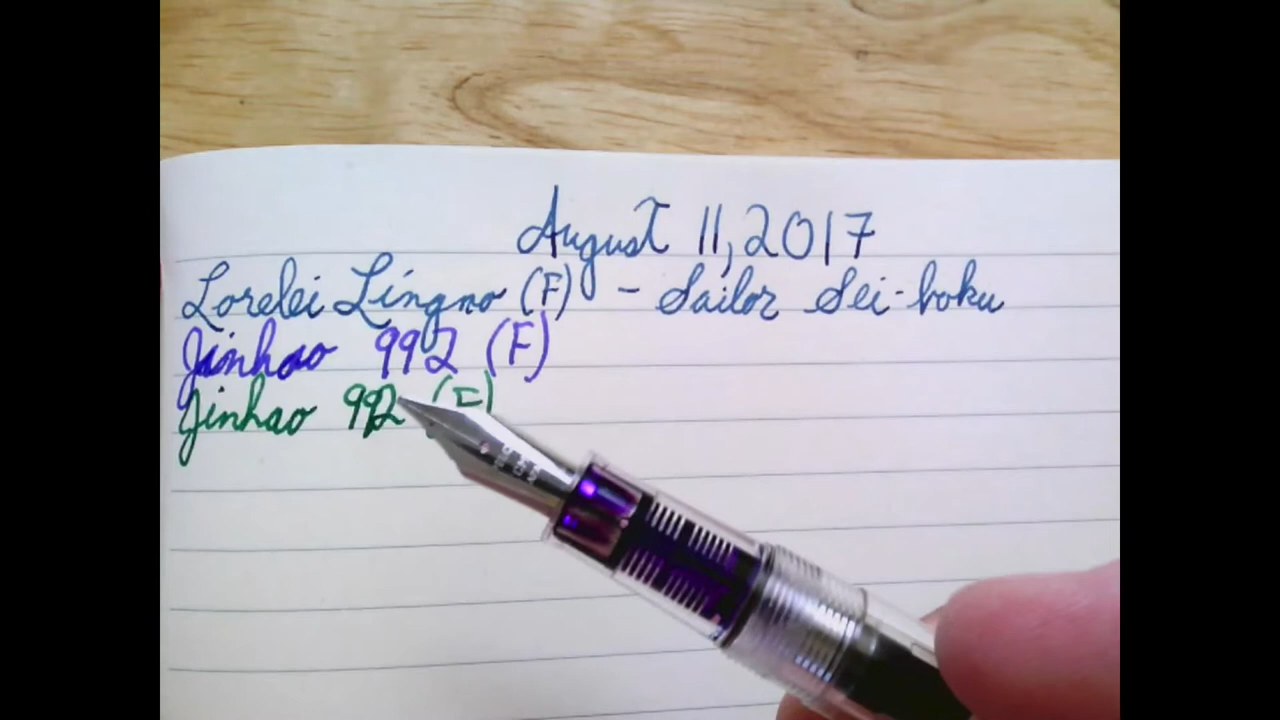 August 11, 2017
Lorelei Lingno (F) - Sailor Sei-boku
Jinhao 992 (F)
Jinhao 992 (F)